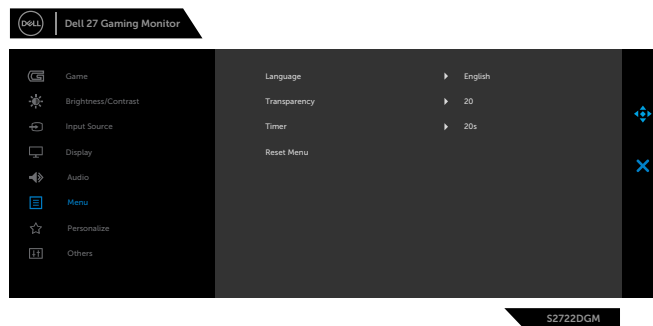 DELL
Dell 27 Gaming Monitor
Game
Brightness/Contrast
Input Source
Display
Audio
Menu
Personalize
Others
Language English
Transparency 20
Timer 20s
Reset Menu
S2722DGM